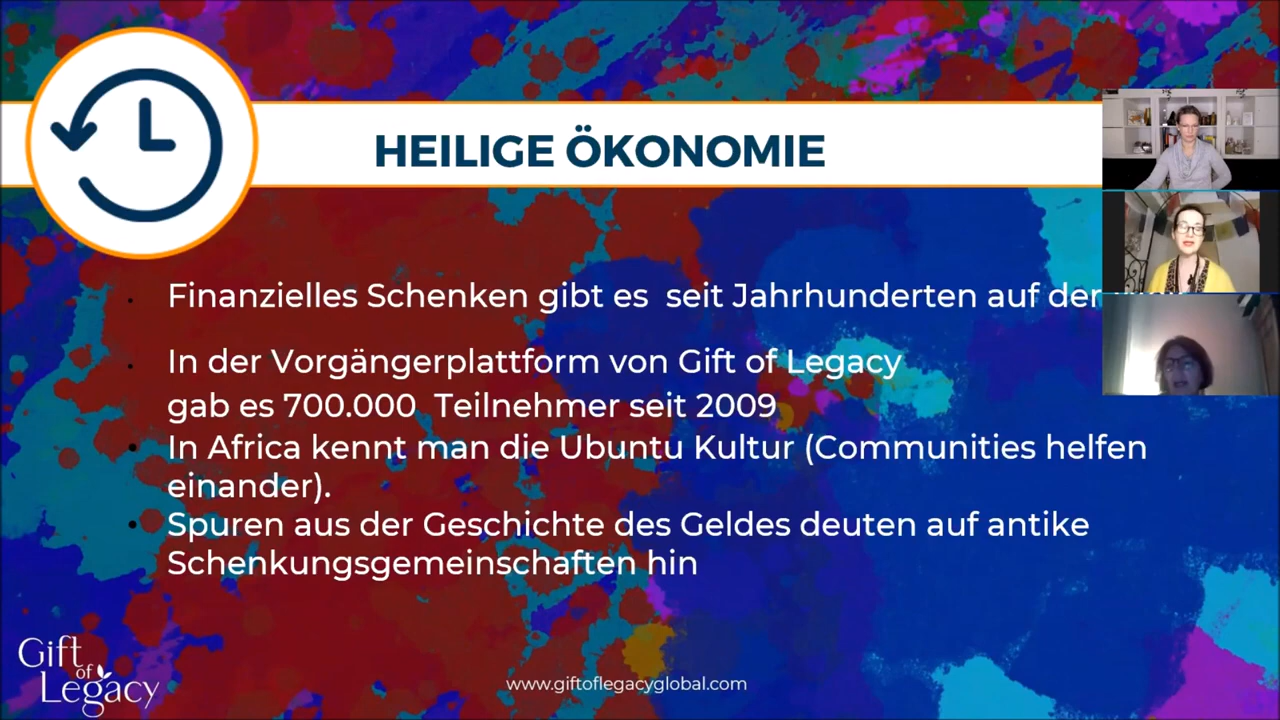 HEILIGE ÖKONOMIE
Finanzielles Schenken gibt es seit Jahrhunderten auf der
In der Vorgängerplattform von Gift of Legacy
gab es 700.000 Teilnehmer seit 2009
In Africa kennt man die Ubuntu Kultur (Communities helfen
einander).
Spuren aus der Geschichte des Geldes deuten auf antike
Schenkungsgemeinschaften hin
Gift
of
Legacy
www.giftoflegacyglobal.com